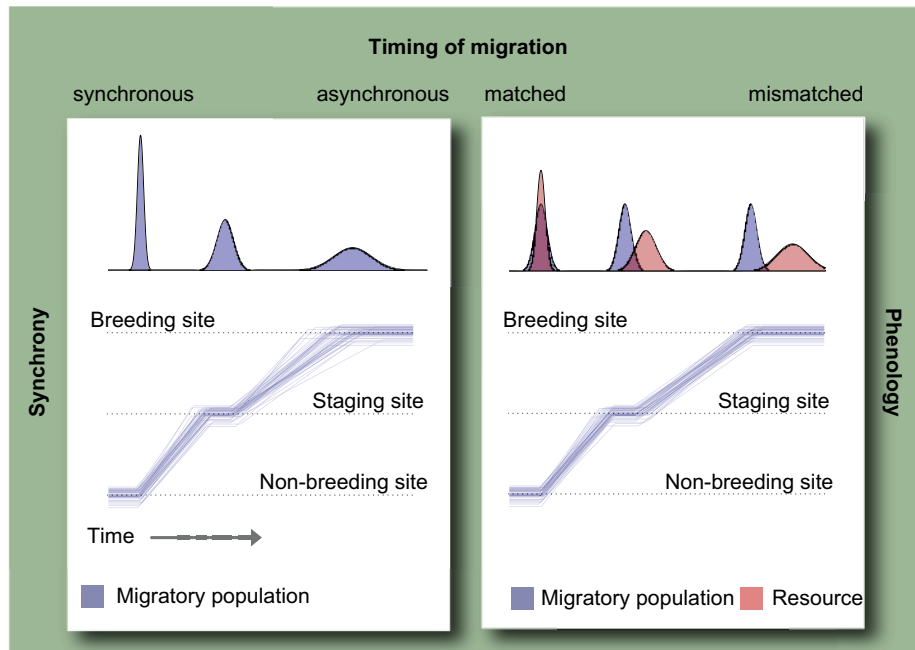 Timing of migration
synchronous asynchronous matched mismatched
Synchrony
Breeding site
Staging site
Non-breeding site
Time
Migratory population
Breeding site
Staging site
Non-breeding site
Migratory population Resource
Phenology